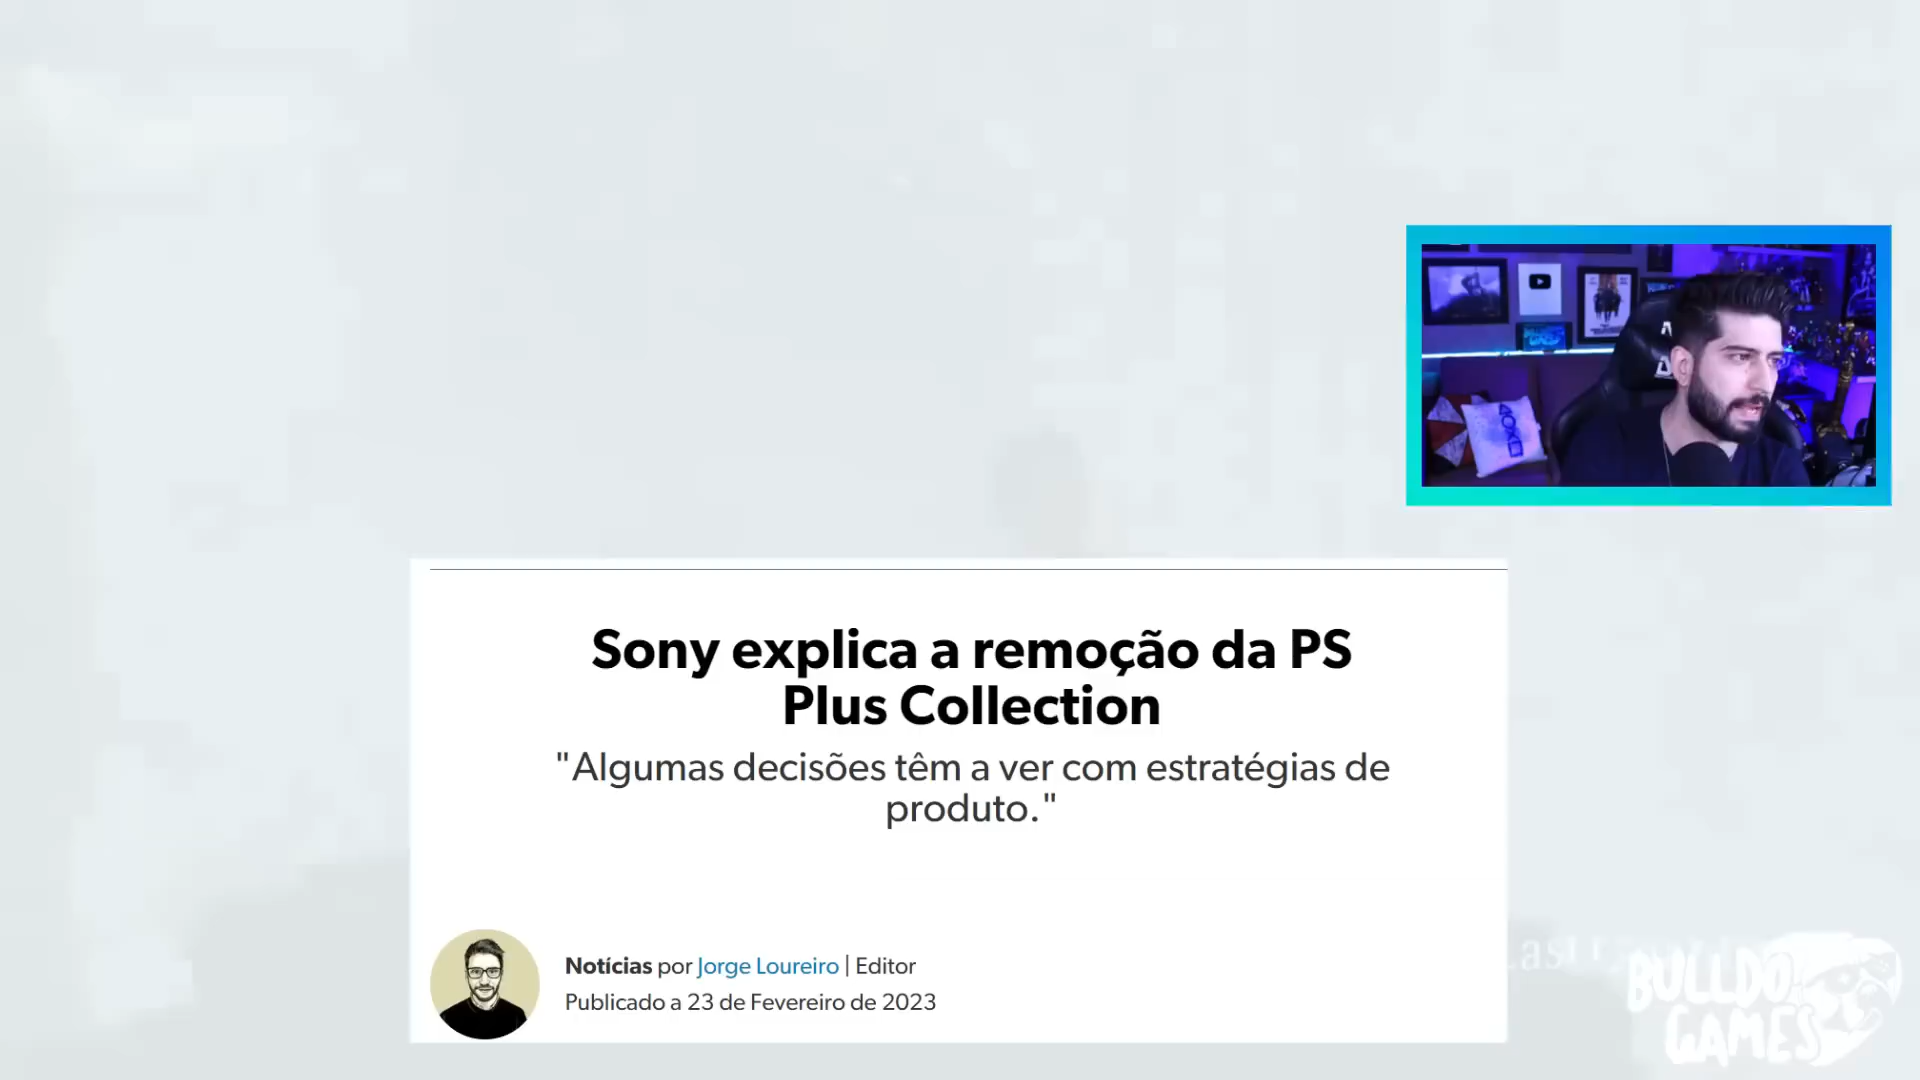 Sony explica a remoção da PS
Plus Collection
"Algumas decisões têm a ver com estratégias de
produto."
Notícias por Jorge Loureiro | Editor
Publicado a 23 de Fevereiro de 2023
BULLDOG
GAMES